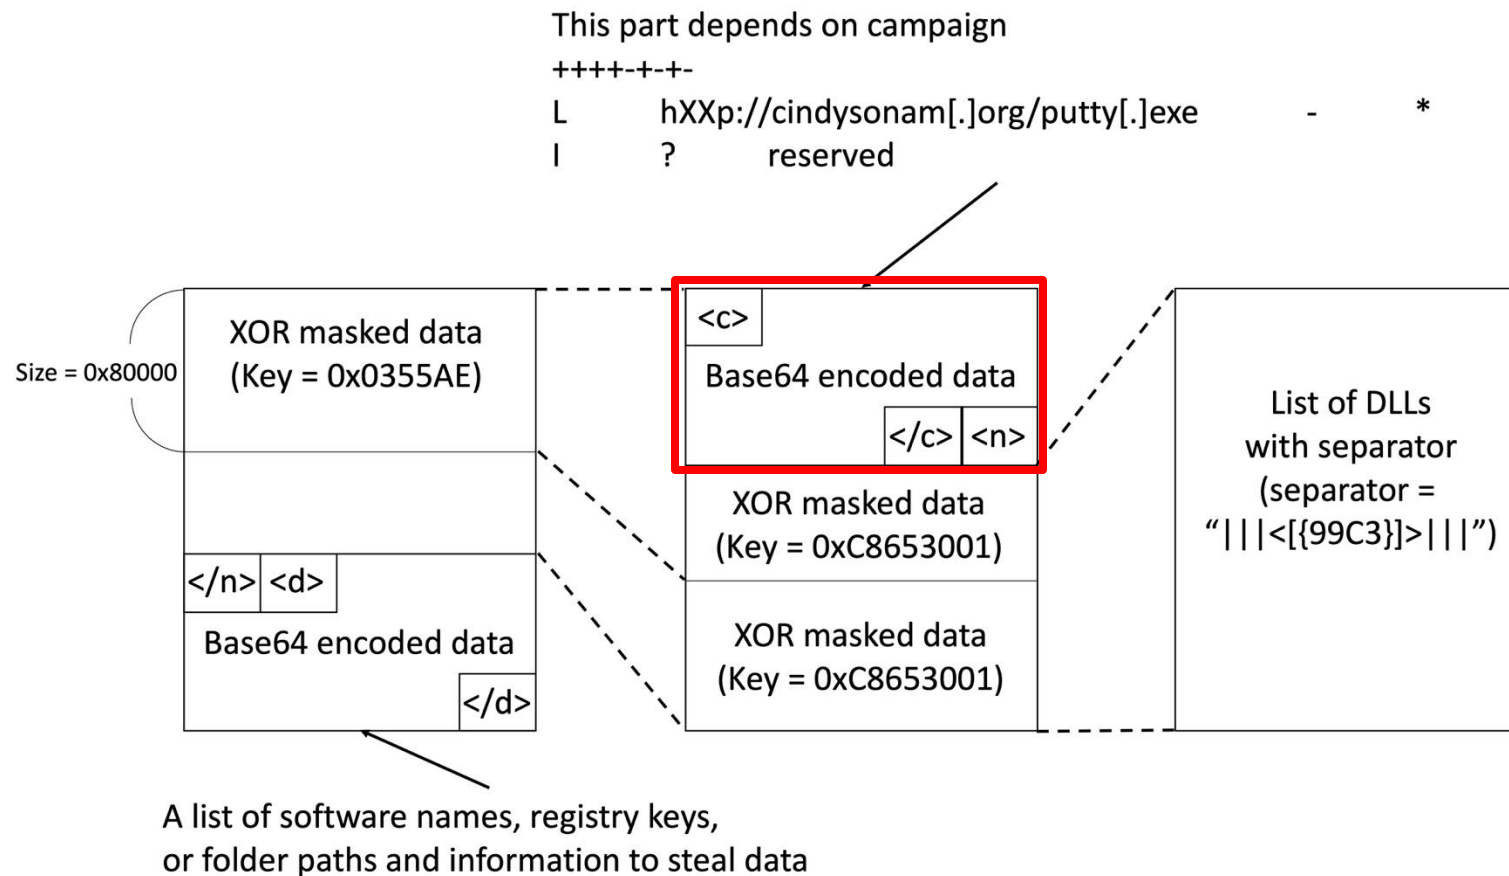 This part depends on campaign
++++-+-+-
L hXXp://cindysonam[.]org/putty[.]exe - *
I ? reserved
Size = 0x80000
XOR masked data
(Key = 0x0355AE)
</n> <d>
Base64 encoded data
</d>
<c>
Base64 encoded data
</c> <n>
XOR masked data
(Key = 0xC8653001)
XOR masked data
(Key = 0xC8653001)
List of DLLs
with separator
(separator =
“|||<[{99C3}]>|||”)
A list of software names, registry keys,
or folder paths and information to steal data